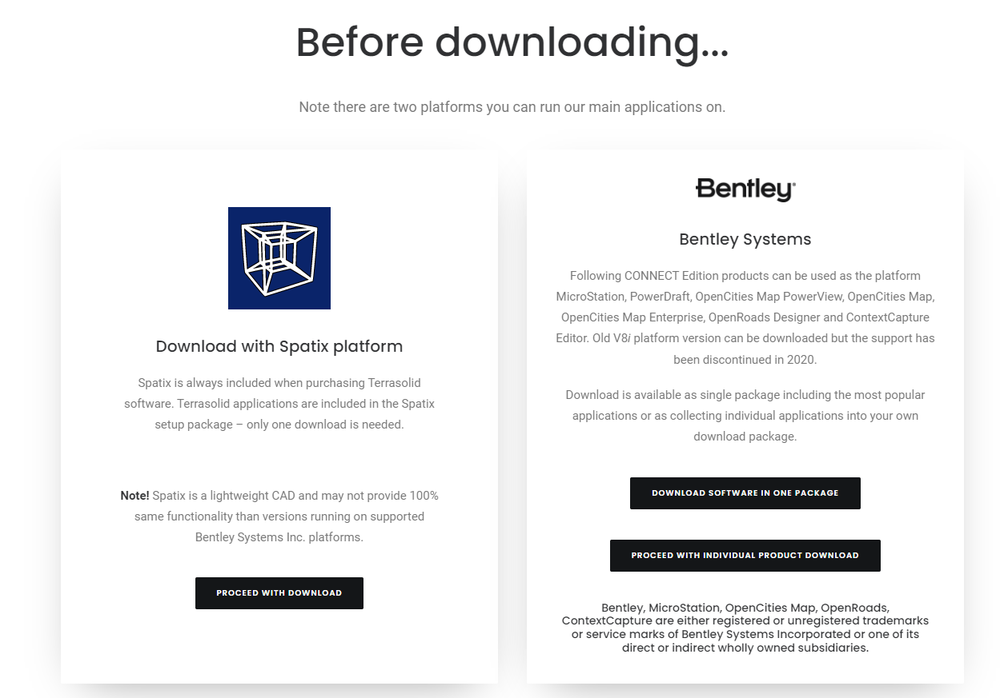 Before downloading...
Note there are two platforms you can run our main applications on.
Download with Spatix platform
Spatix is always included when purchasing Terrasolid
software. Terrasolid applications are included in the Spatix
setup package – only one download is needed.
Note! Spatix is a lightweight CAD and may not provide 100%
same functionality than versions running on supported
Bentley Systems Inc. platforms.
PROCEED WITH DOWNLOAD
Bentley®
Bentley Systems
Following CONNECT Edition products can be used as the platform
MicroStation, PowerDraft, OpenCities Map PowerView, OpenCities Map,
OpenCities Map Enterprise, OpenRoads Designer and ContextCapture
Editor. Old V8i platform version can be downloaded but the support has
been discontinued in 2020.
Download is available as single package including the most popular
applications or as collecting individual applications into your own
download package.
DOWNLOAD SOFTWARE IN ONE PACKAGE
PROCEED WITH INDIVIDUAL PRODUCT DOWNLOAD
Bentley, MicroStation, OpenCities Map, OpenRoads,
ContextCapture are either registered or unregistered trademarks
or service marks of Bentley Systems Incorporated or one of its
direct or indirect wholly owned subsidiaries.